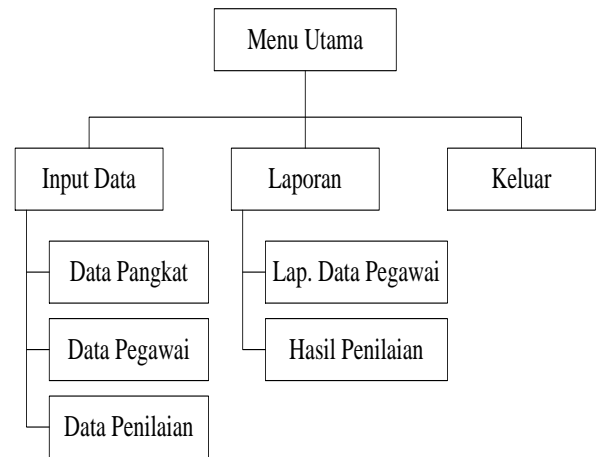 Menu Utama
Input Data
Laporan
Keluar
Data Pangkat
Lap. Data Pegawai
Data Pegawai
Hasil Penilaian
Data Penilaian